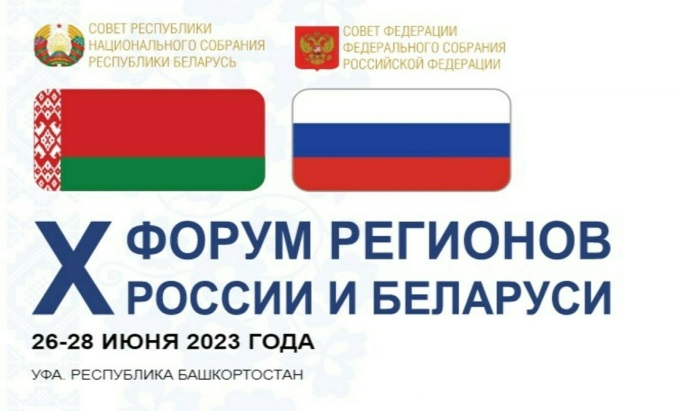 СОВЕТ РЕСПУБЛИКИ
НАЦИОНАЛЬНОГО СОБРАНИЯ
РЕСПУБЛИКИ БЕЛАРУСЬ
СОВЕТ ФЕДЕРАЦИИ
ФЕДЕРАЛЬНОГО СОБРАНИЯ
РОССИЙСКОЙ ФЕДЕРАЦИИ
X ФОРУМ РЕГИОНОВ
РОССИИ И БЕЛАРУСИ
26-28 ИЮНЯ 2023 ГОДА
УФА. РЕСПУБЛИКА БАШКОРТОСТАН